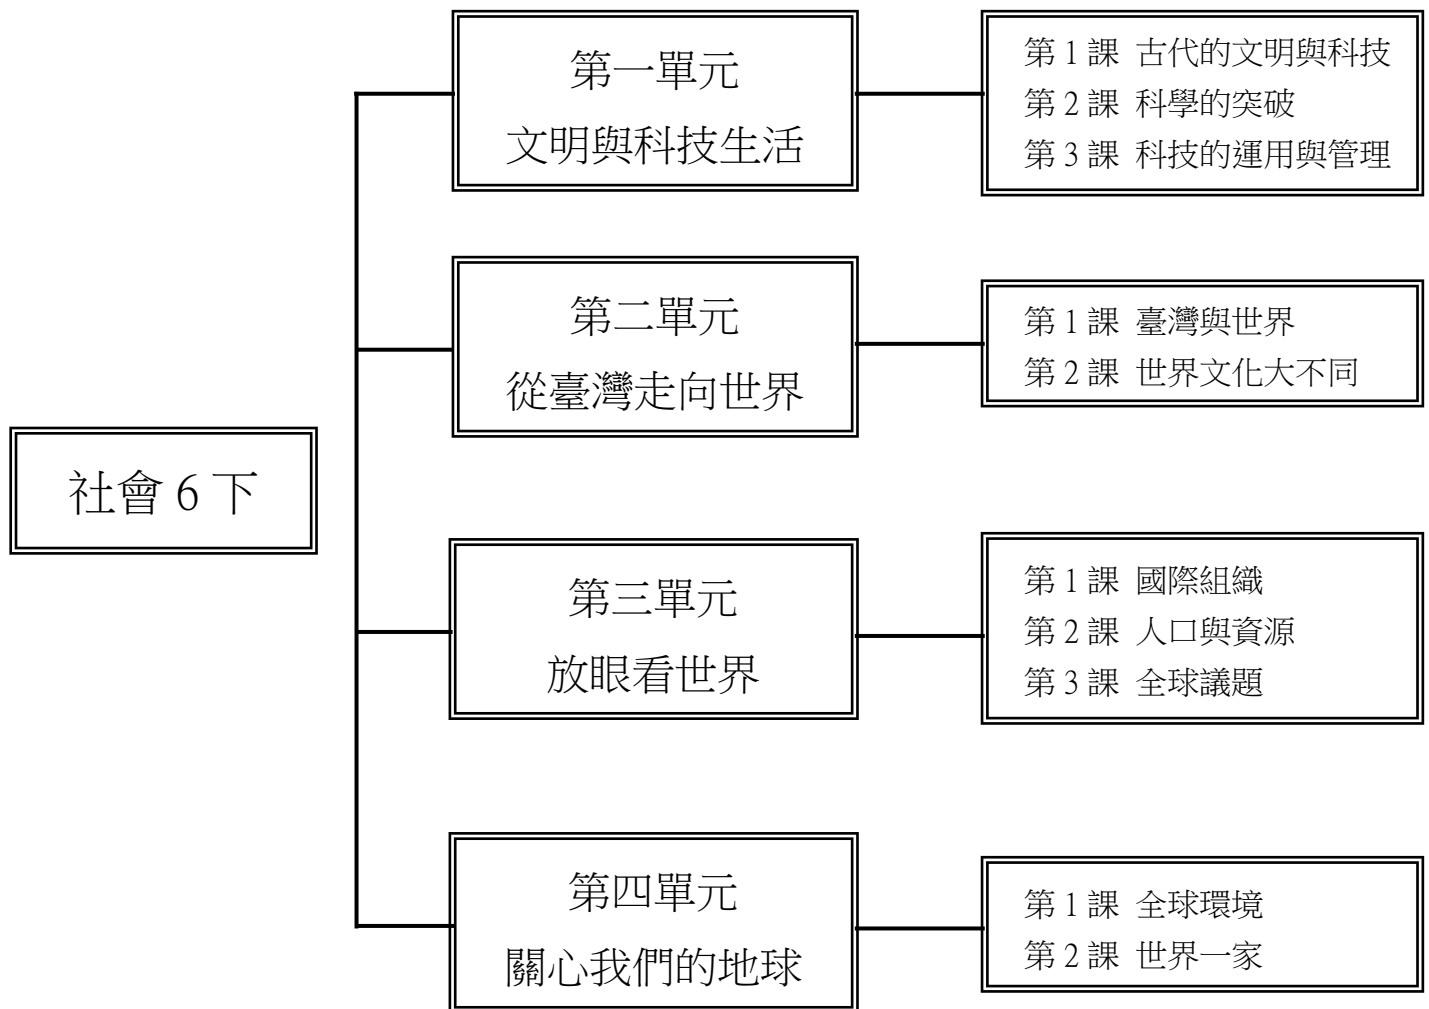 社會 6 下
第一單元
文明與科技生活
第 1 課 古代的文明與科技
第 2 課 科學的突破
第 3 課 科技的運用與管理
第二單元
從臺灣走向世界
第 1 課 臺灣與世界
第 2 課 世界文化大不同
第三單元
放眼看世界
第 1 課 國際組織
第 2 課 人口與資源
第 3 課 全球議題
第四單元
關心我們的地球
第 1 課 全球環境
第 2 課 世界一家